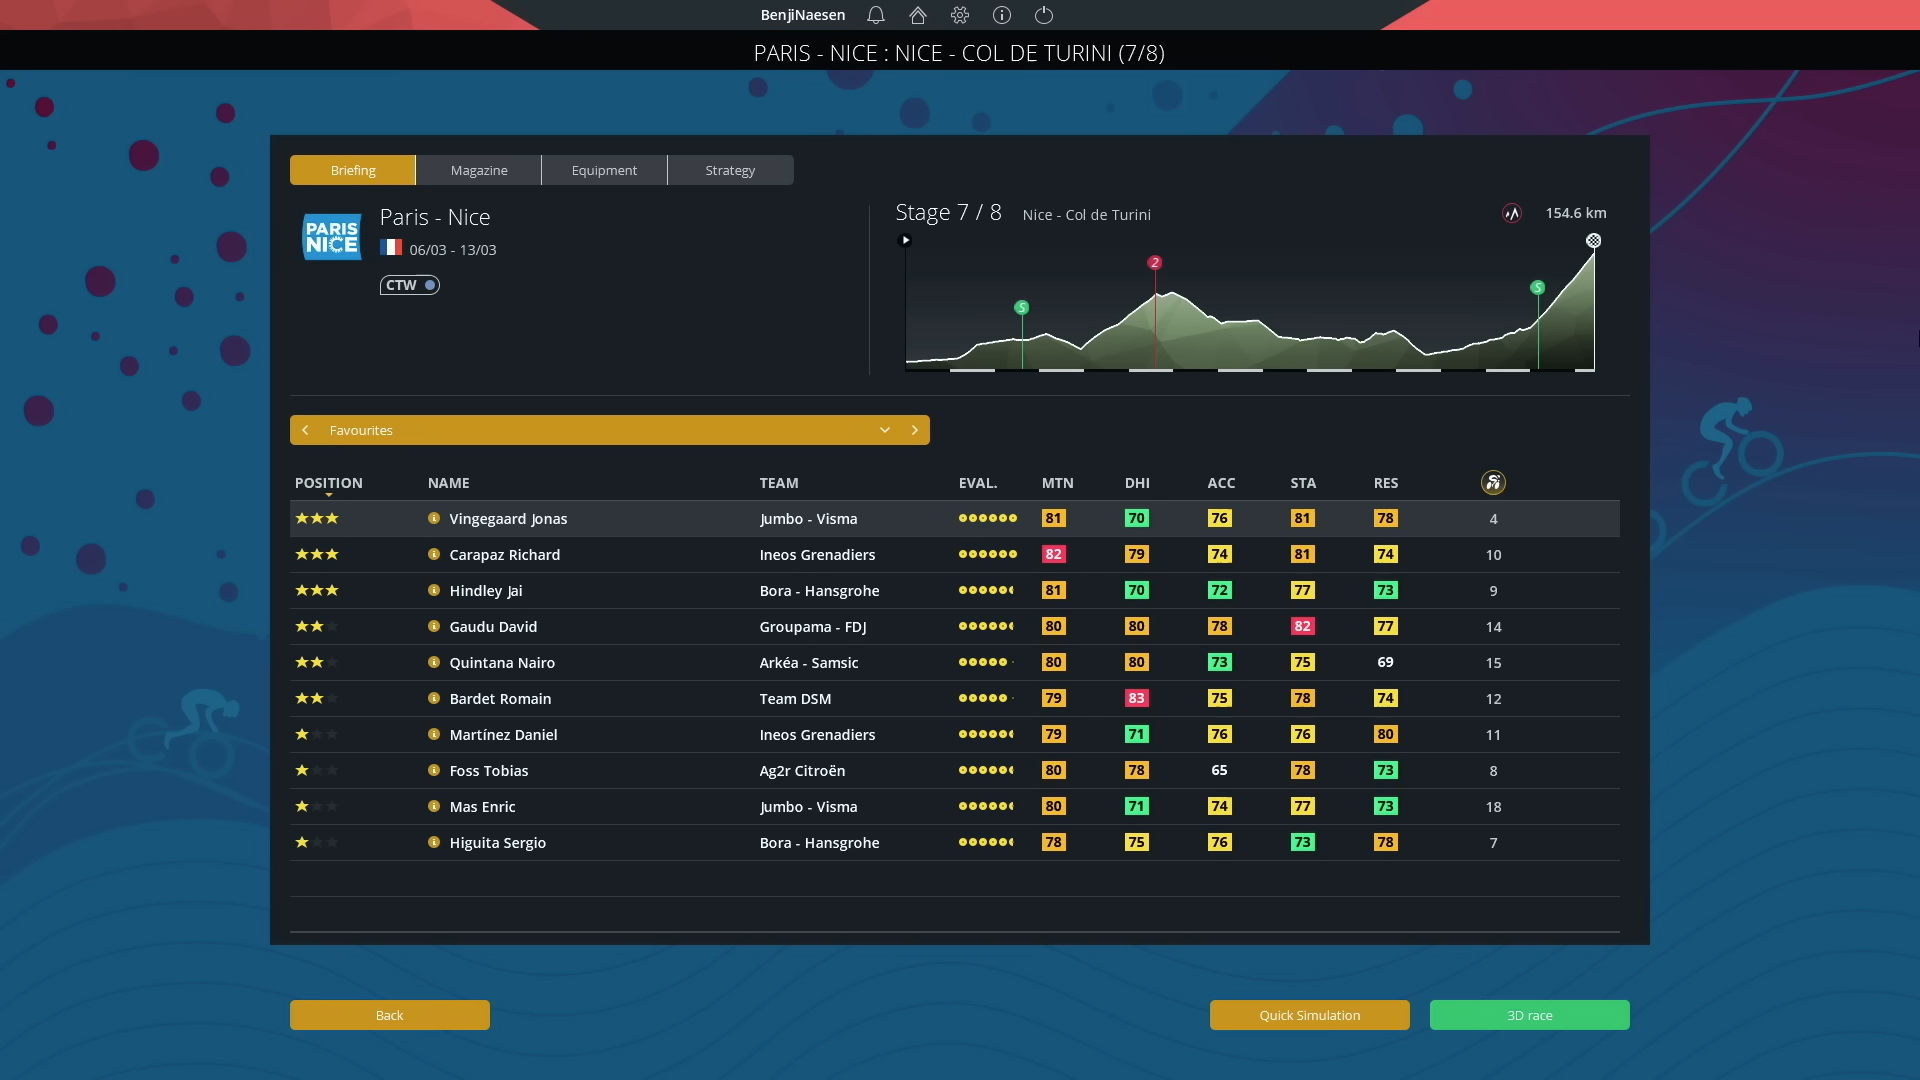 BenjiNaesen
PARIS - NICE : NICE - COL DE TURINI (7/8)
Briefing Magazine Equipment Strategy
PARIS NICE
Paris - Nice
06/03 - 13/03
CTW
Stage 7 / 8 Nice - Col de Turini 154.6 km
S 2 S
Favourites
POSITION NAME TEAM EVAL. MTN DHI ACC STA RES
Vingegaard Jonas Jumbo - Visma 81 70 76 81 78 4
Carapaz Richard Ineos Grenadiers 82 79 74 81 74 10
Hindley Jai Bora - Hansgrohe 81 70 72 77 73 9
Gaudu David Groupama - FDJ 80 80 78 82 77 14
Quintana Nairo Arkéa - Samsic 80 80 73 75 69 15
Bardet Romain Team DSM 79 83 75 78 74 12
Martínez Daniel Ineos Grenadiers 79 71 76 76 80 11
Foss Tobias Ag2r Citroën 80 78 65 78 73 8
Mas Enric Jumbo - Visma 80 71 74 77 73 18
Higuita Sergio Bora - Hansgrohe 78 75 76 73 78 7
Back Quick Simulation 3D race